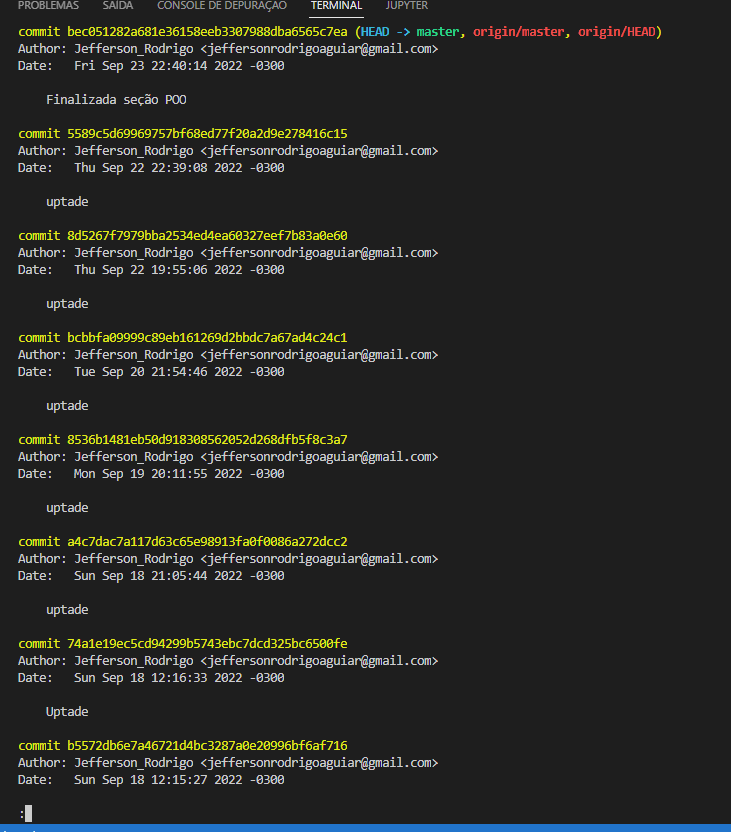 PROBLEMAS SAÍDA CONSOLE DE DEPURAÇÃO TERMINAL JUPYTER
commit bec051282a681e36158eeb3307988dba6565c7ea (HEAD -> master, origin/master, origin/HEAD)
Author: Jefferson_Rodrigo <jeffersonrodrigoaguiar@gmail.com>
Date:   Fri Sep 23 22:40:14 2022 -0300
Finalizada seção POO
commit 5589c5d69969757bf68ed77f20a2d9e278416c15
Author: Jefferson_Rodrigo <jeffersonrodrigoaguiar@gmail.com>
Date:   Thu Sep 22 22:39:08 2022 -0300
uptade
commit 8d5267f7979bba2534ed4ea60327eef7b83a0e60
Author: Jefferson_Rodrigo <jeffersonrodrigoaguiar@gmail.com>
Date:   Thu Sep 22 19:55:06 2022 -0300
uptade
commit bcbbfa09999c89eb161269d2bbdc7a67ad4c24c1
Author: Jefferson_Rodrigo <jeffersonrodrigoaguiar@gmail.com>
Date:   Tue Sep 20 21:54:46 2022 -0300
uptade
commit 8536b1481eb50d918308562052d268dfb5f8c3a7
Author: Jefferson_Rodrigo <jeffersonrodrigoaguiar@gmail.com>
Date:   Mon Sep 19 20:11:55 2022 -0300
uptade
commit a4c7dac7a117d63c65e98913fa0f0086a272dcc2
Author: Jefferson_Rodrigo <jeffersonrodrigoaguiar@gmail.com>
Date:   Sun Sep 18 21:05:44 2022 -0300
uptade
commit 74a1e19ec5cd94299b5743ebc7dcd325bc6500fe
Author: Jefferson_Rodrigo <jeffersonrodrigoaguiar@gmail.com>
Date:   Sun Sep 18 12:16:33 2022 -0300
Uptade
commit b5572db6e7a46721d4bc3287a0e20996bf6af716
Author: Jefferson_Rodrigo <jeffersonrodrigoaguiar@gmail.com>
Date:   Sun Sep 18 12:15:27 2022 -0300
: